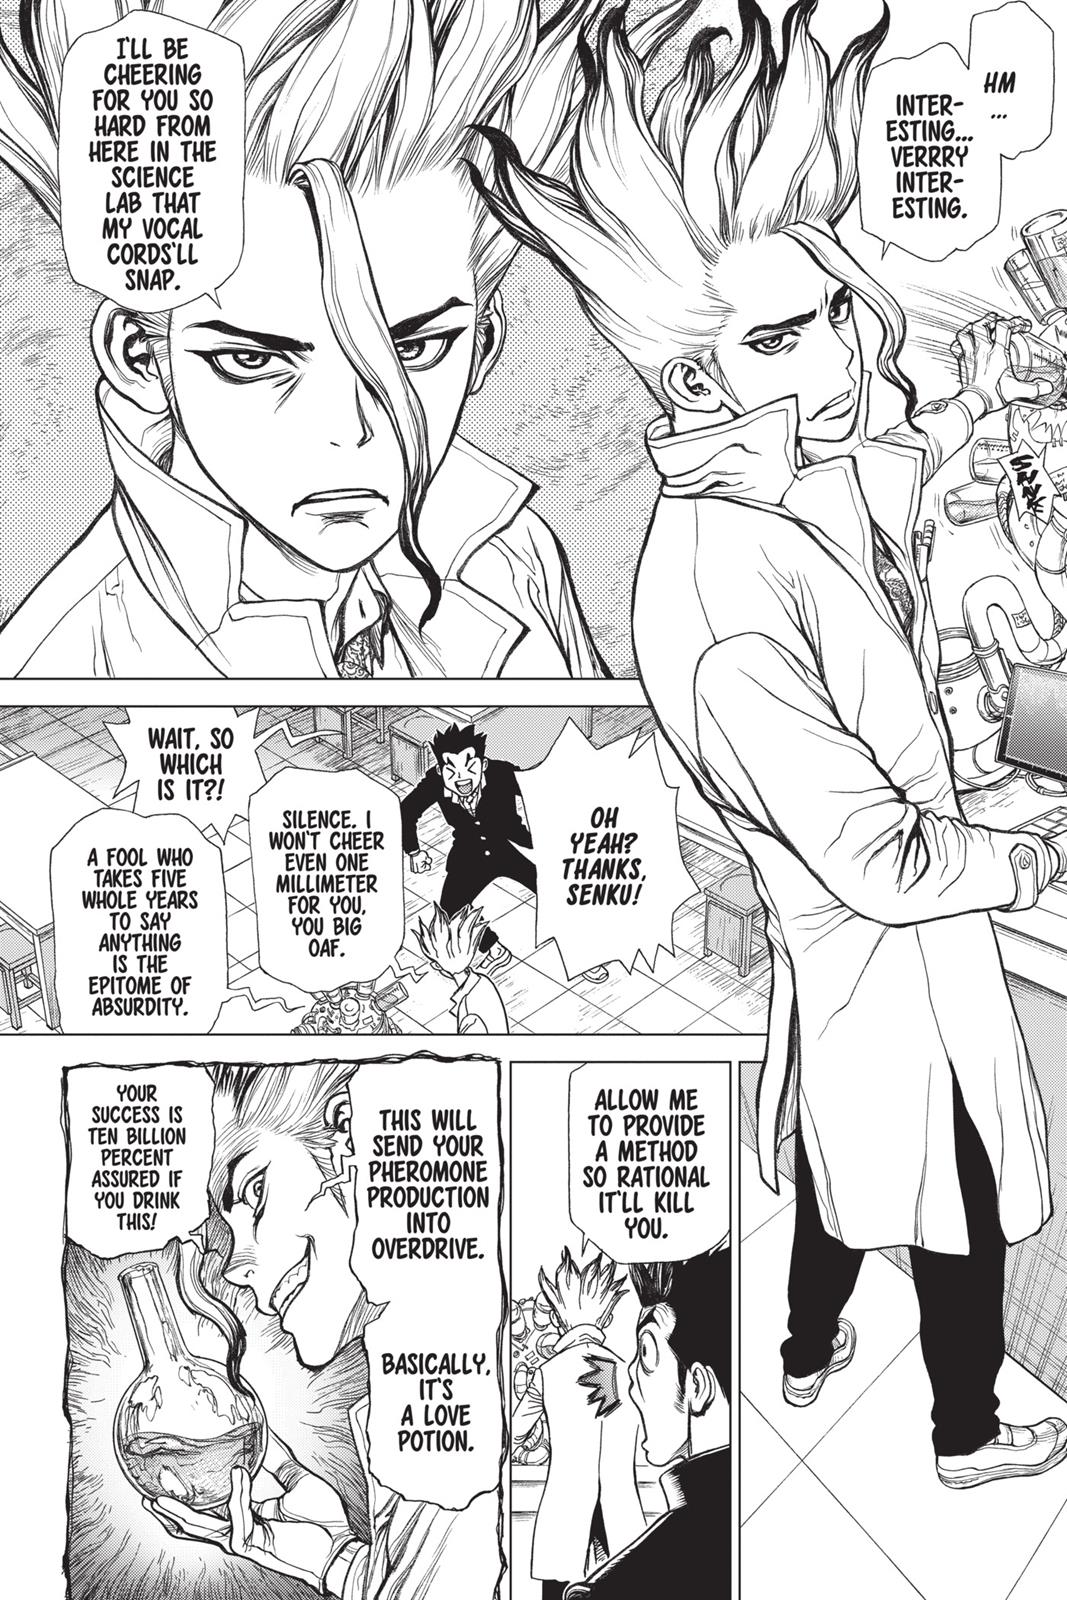 HM
...
INTER-
ESTING...
VERRRY
INTER-
ESTING.
SHNK
I'LL BE
CHEERING
FOR YOU SO
HARD FROM
HERE IN THE
SCIENCE
LAB THAT
MY VOCAL
CORDS'LL
SNAP.
OH
YEAH?
THANKS,
SENKU!
SILENCE. I
WON'T CHEER
EVEN ONE
MILLIMETER
FOR YOU,
YOU BIG
OAF.
WAIT, SO
WHICH
IS IT?!
A FOOL WHO
TAKES FIVE
WHOLE YEARS
TO SAY
ANYTHING
IS THE
EPITOME OF
ABSURDITY.
ALLOW ME
TO PROVIDE
A METHOD
SO RATIONAL
IT'LL KILL
YOU.
THIS WILL
SEND YOUR
PHEROMONE
PRODUCTION
INTO
OVERDRIVE.
BASICALLY,
IT'S
A LOVE
POTION.
YOUR
SUCCESS IS
TEN BILLION
PERCENT
ASSURED IF
YOU DRINK
THIS!